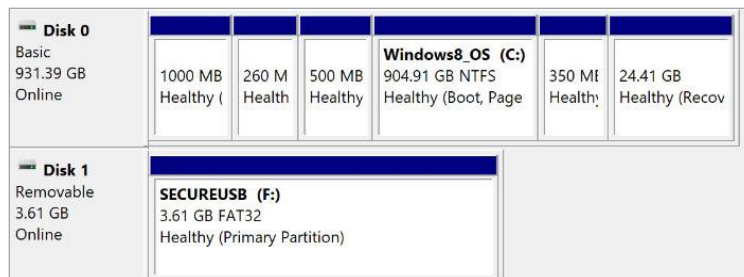 Disk 0
Basic
931.39 GB
Online
1000 MB
Healthy (
260 M
Health
500 MB
Healthy
Windows8_OS (C:)
904.91 GB NTFS
Healthy (Boot, Page
350 ME
Healthy
24.41 GB
Healthy (Recov
Disk 1
Removable
3.61 GB
Online
SECUREUSB (F:)
3.61 GB FAT32
Healthy (Primary Partition)